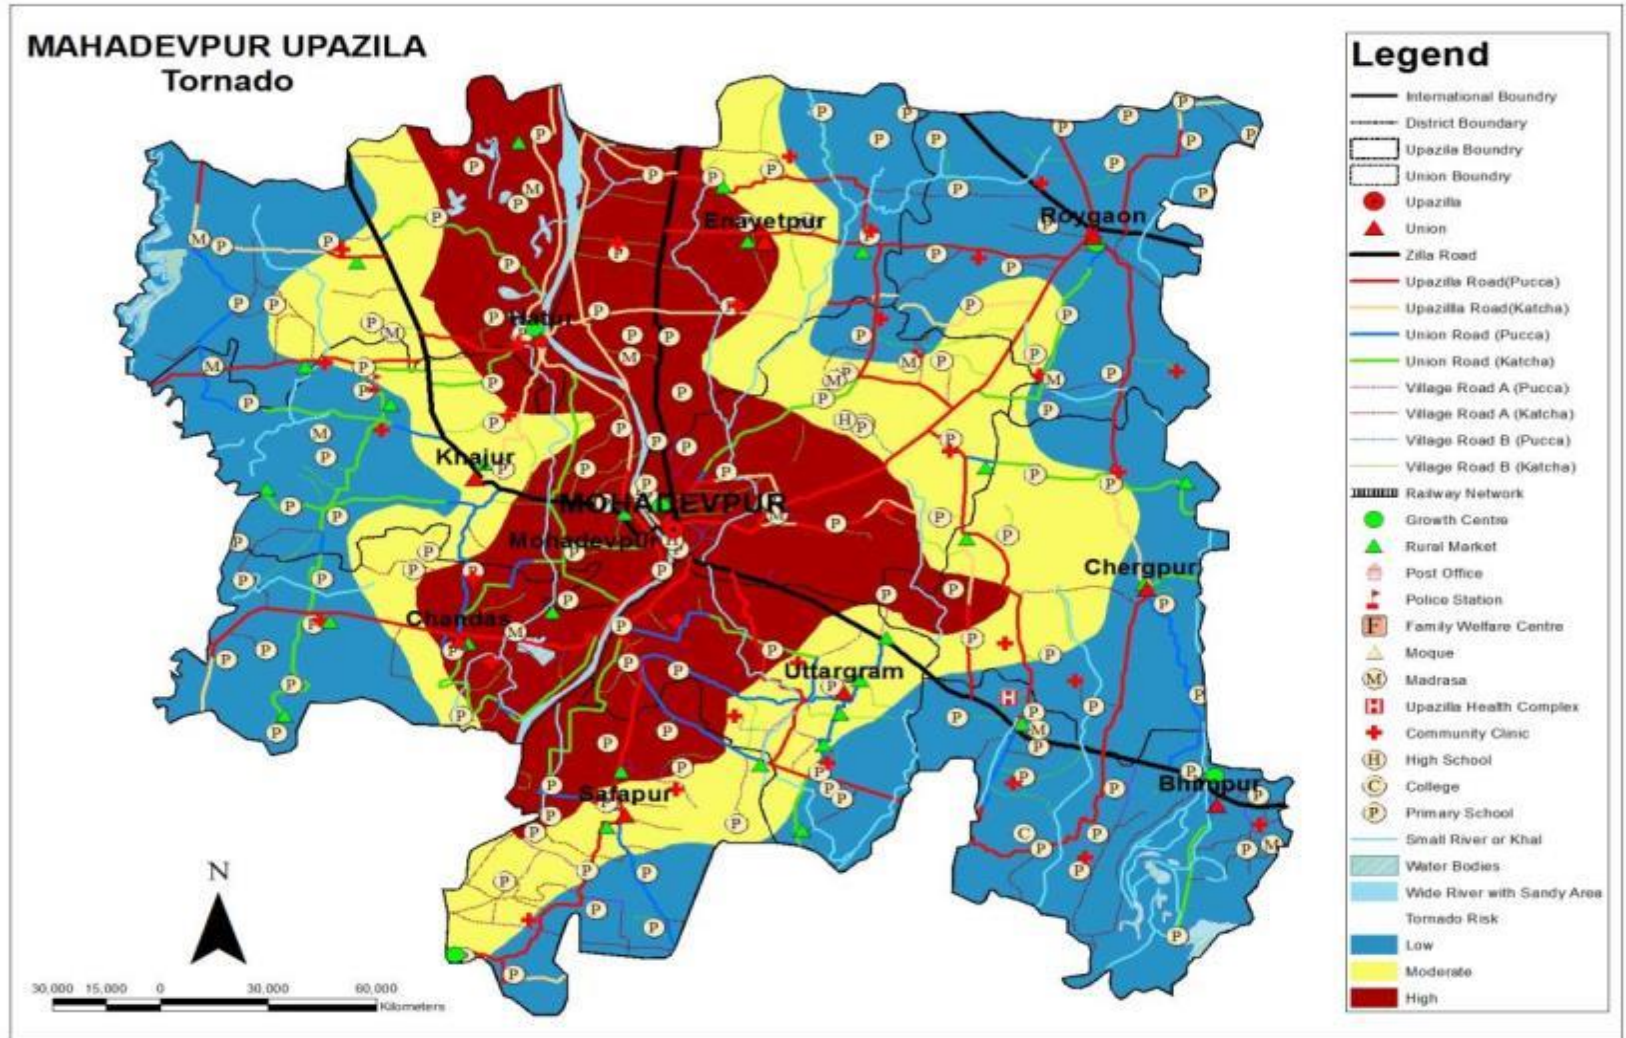 MAHADEVPUR UPAZILA
Tornado
Enayetpur
Roygaon
Hatur
Khajur
MOHADEVPUR
Mohadevpur
Chergpur
Chandas
Uttargram
Safapur
Bhimpur
N
30,000 15,000 0 30,000 60,000
Kilometers
Legend
International Boundry
District Boundary
Upazila Boundry
Union Boundry
Upazilla
Union
Zilla Road
Upazila Road(Pucca)
Upazillla Road(Katcha)
Union Road (Pucca)
Union Road (Katcha)
Village Road A (Pucca)
Village Road A (Katcha)
Village Road B (Pucca)
Village Road B (Katcha)
Railway Network
Growth Centre
Rural Market
Post Office
Police Station
F Family Welfare Centre
Moque
M Madrasa
H Upazilla Health Complex
Community Clinic
H High School
C College
P Primary School
Small River or Khal
Water Bodies
Wide River with Sandy Area
Tornado Risk
Low
Moderate
High